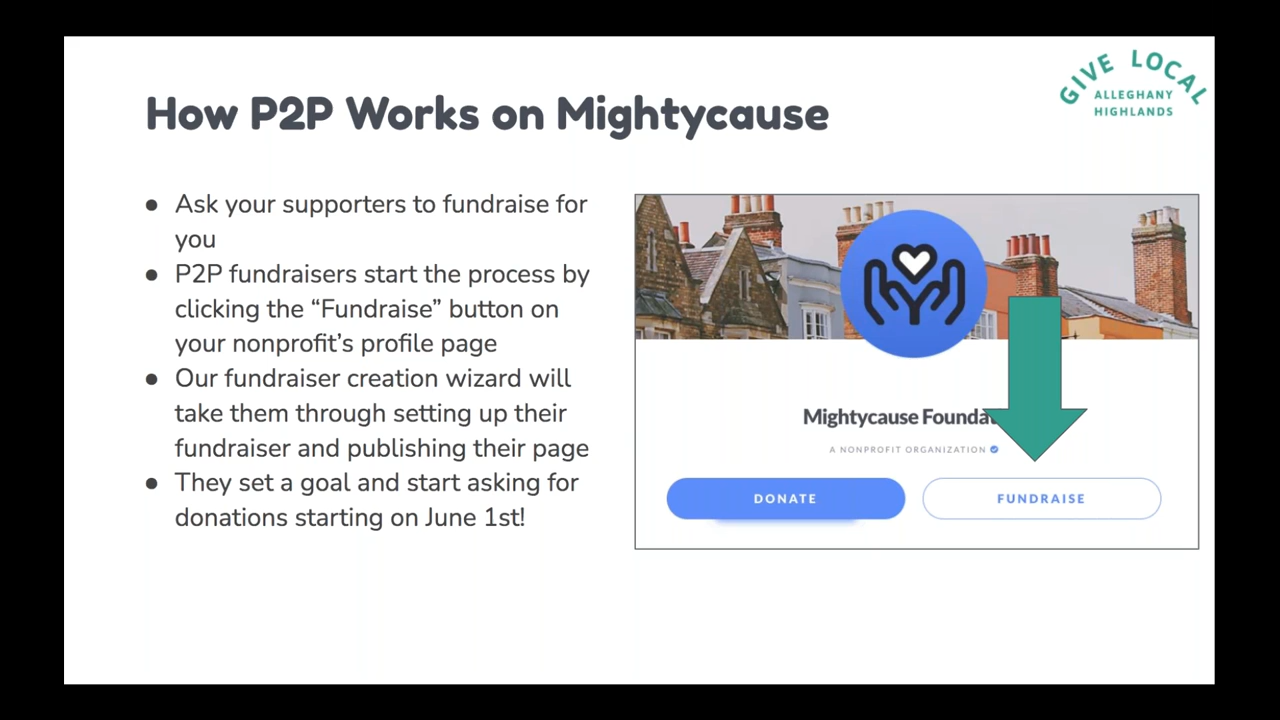 GIVE LOCAL
ALLEGHANY
HIGHLANDS
How P2P Works on Mightycause
● Ask your supporters to fundraise for
you
● P2P fundraisers start the process by
clicking the “Fundraise” button on
your nonprofit’s profile page
● Our fundraiser creation wizard will
take them through setting up their
fundraiser and publishing their page
● They set a goal and start asking for
donations starting on June 1st!
Mightycause Foundat
A NONPROFIT ORGANIZATION
DONATE
FUNDRAISE